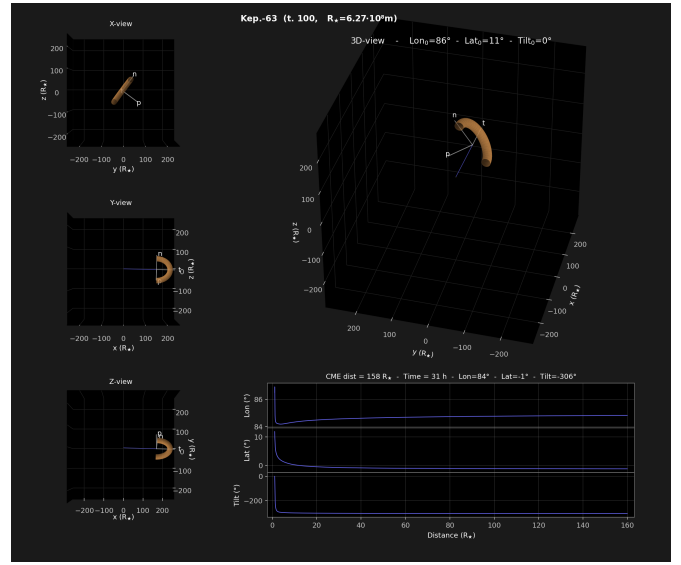 Kep.-63 (t. 100, R★=6.27·10⁸m)
X-view
200
100
0
−100
−200
z (R★)
n
p
−200 −100 0 100 200
y (R★)
Y-view
200
100
−100
−200
z (R★)
n
t
−200 −100 0 100 200
x (R★)
Z-view
200
100
−100
−200
y (R★)
p
n
t
−200 −100 0 100 200
x (R★)
3D-view - Lon₀=86° - Lat₀=11° - Tilt₀=0°
n
t
p
200
100
0
−100
−200
z (R★)
200
100
0
−100
−200
y (R★)
200
100
0
−100
−200
x (R★)
CME dist = 158 R★ - Time = 31 h - Lon=84° - Lat=-1° - Tilt=-306°
Lon (°)
86
84
Lat (°)
10
0
Tilt (°)
0
−200
0 20 40 60 80 100 120 140 160
Distance (R★)